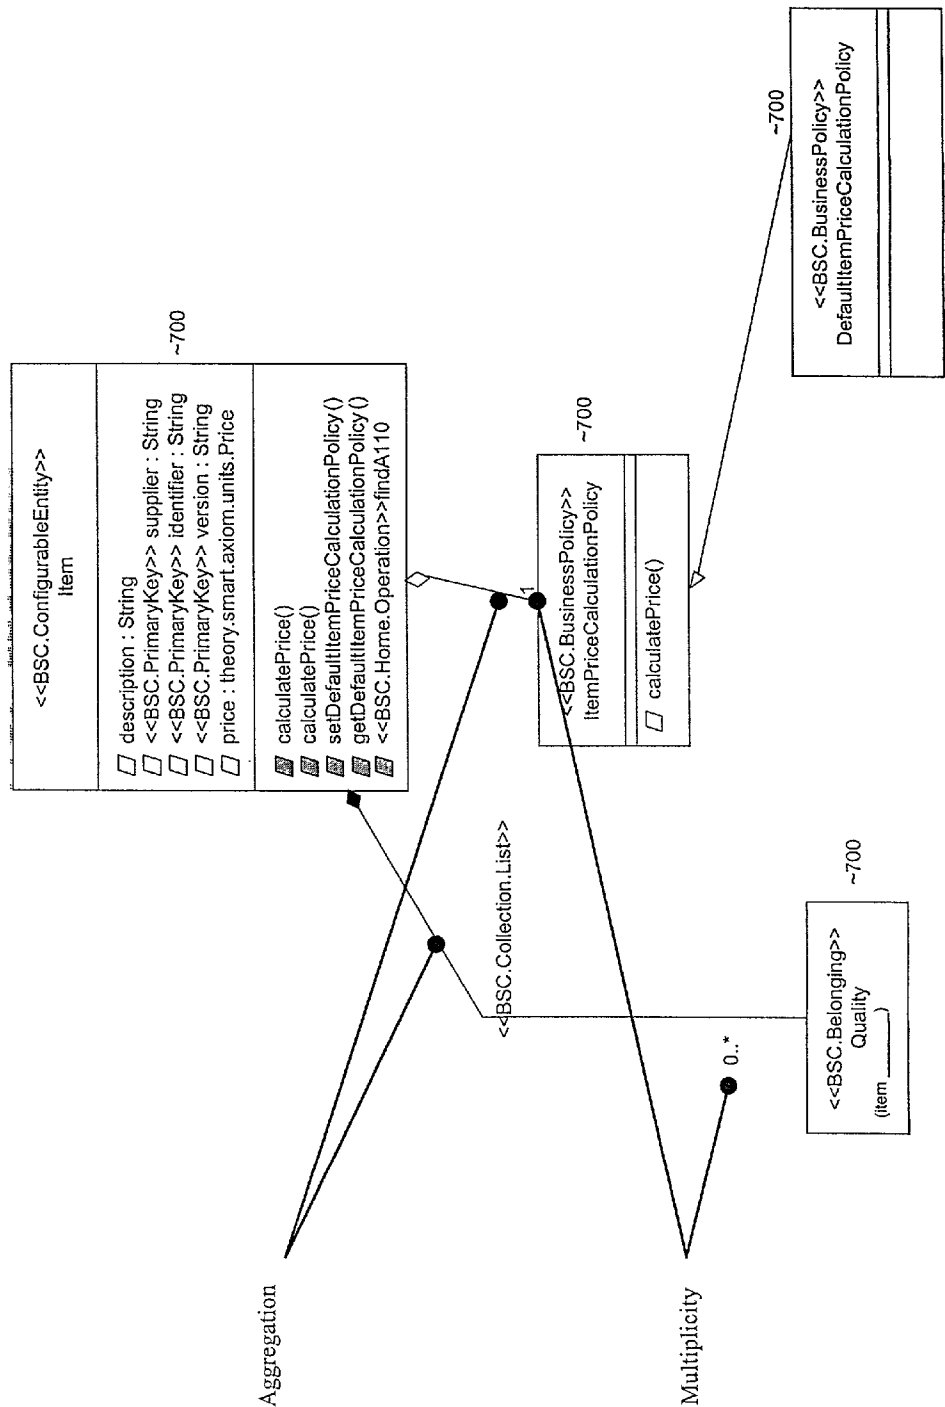 <<BSC.ConfigurableEntity>>
Item
description : String
<<BSC.PrimaryKey>> supplier : String
<<BSC.PrimaryKey>> identifier : String
<<BSC.PrimaryKey>> version : String
price : theory.smart.axiom.units.Price
~700
calculatePrice()
calculatePrice()
setDefaultItemPriceCalculationPolicy()
getDefaultItemPriceCalculationPolicy()
<<BSC.Home.Operation>>findA110
Aggregation
<<BSC.Collection.List>>
1
<<BSC.BusinessPolicy>>
ItemPriceCalculationPolicy
~700
calculatePrice()
Multiplicity
0..*
<<BSC.Belonging>>
Quality
(item ______)
~700
~700
<<BSC.BusinessPolicy>>
DefaultItemPriceCalculationPolicy